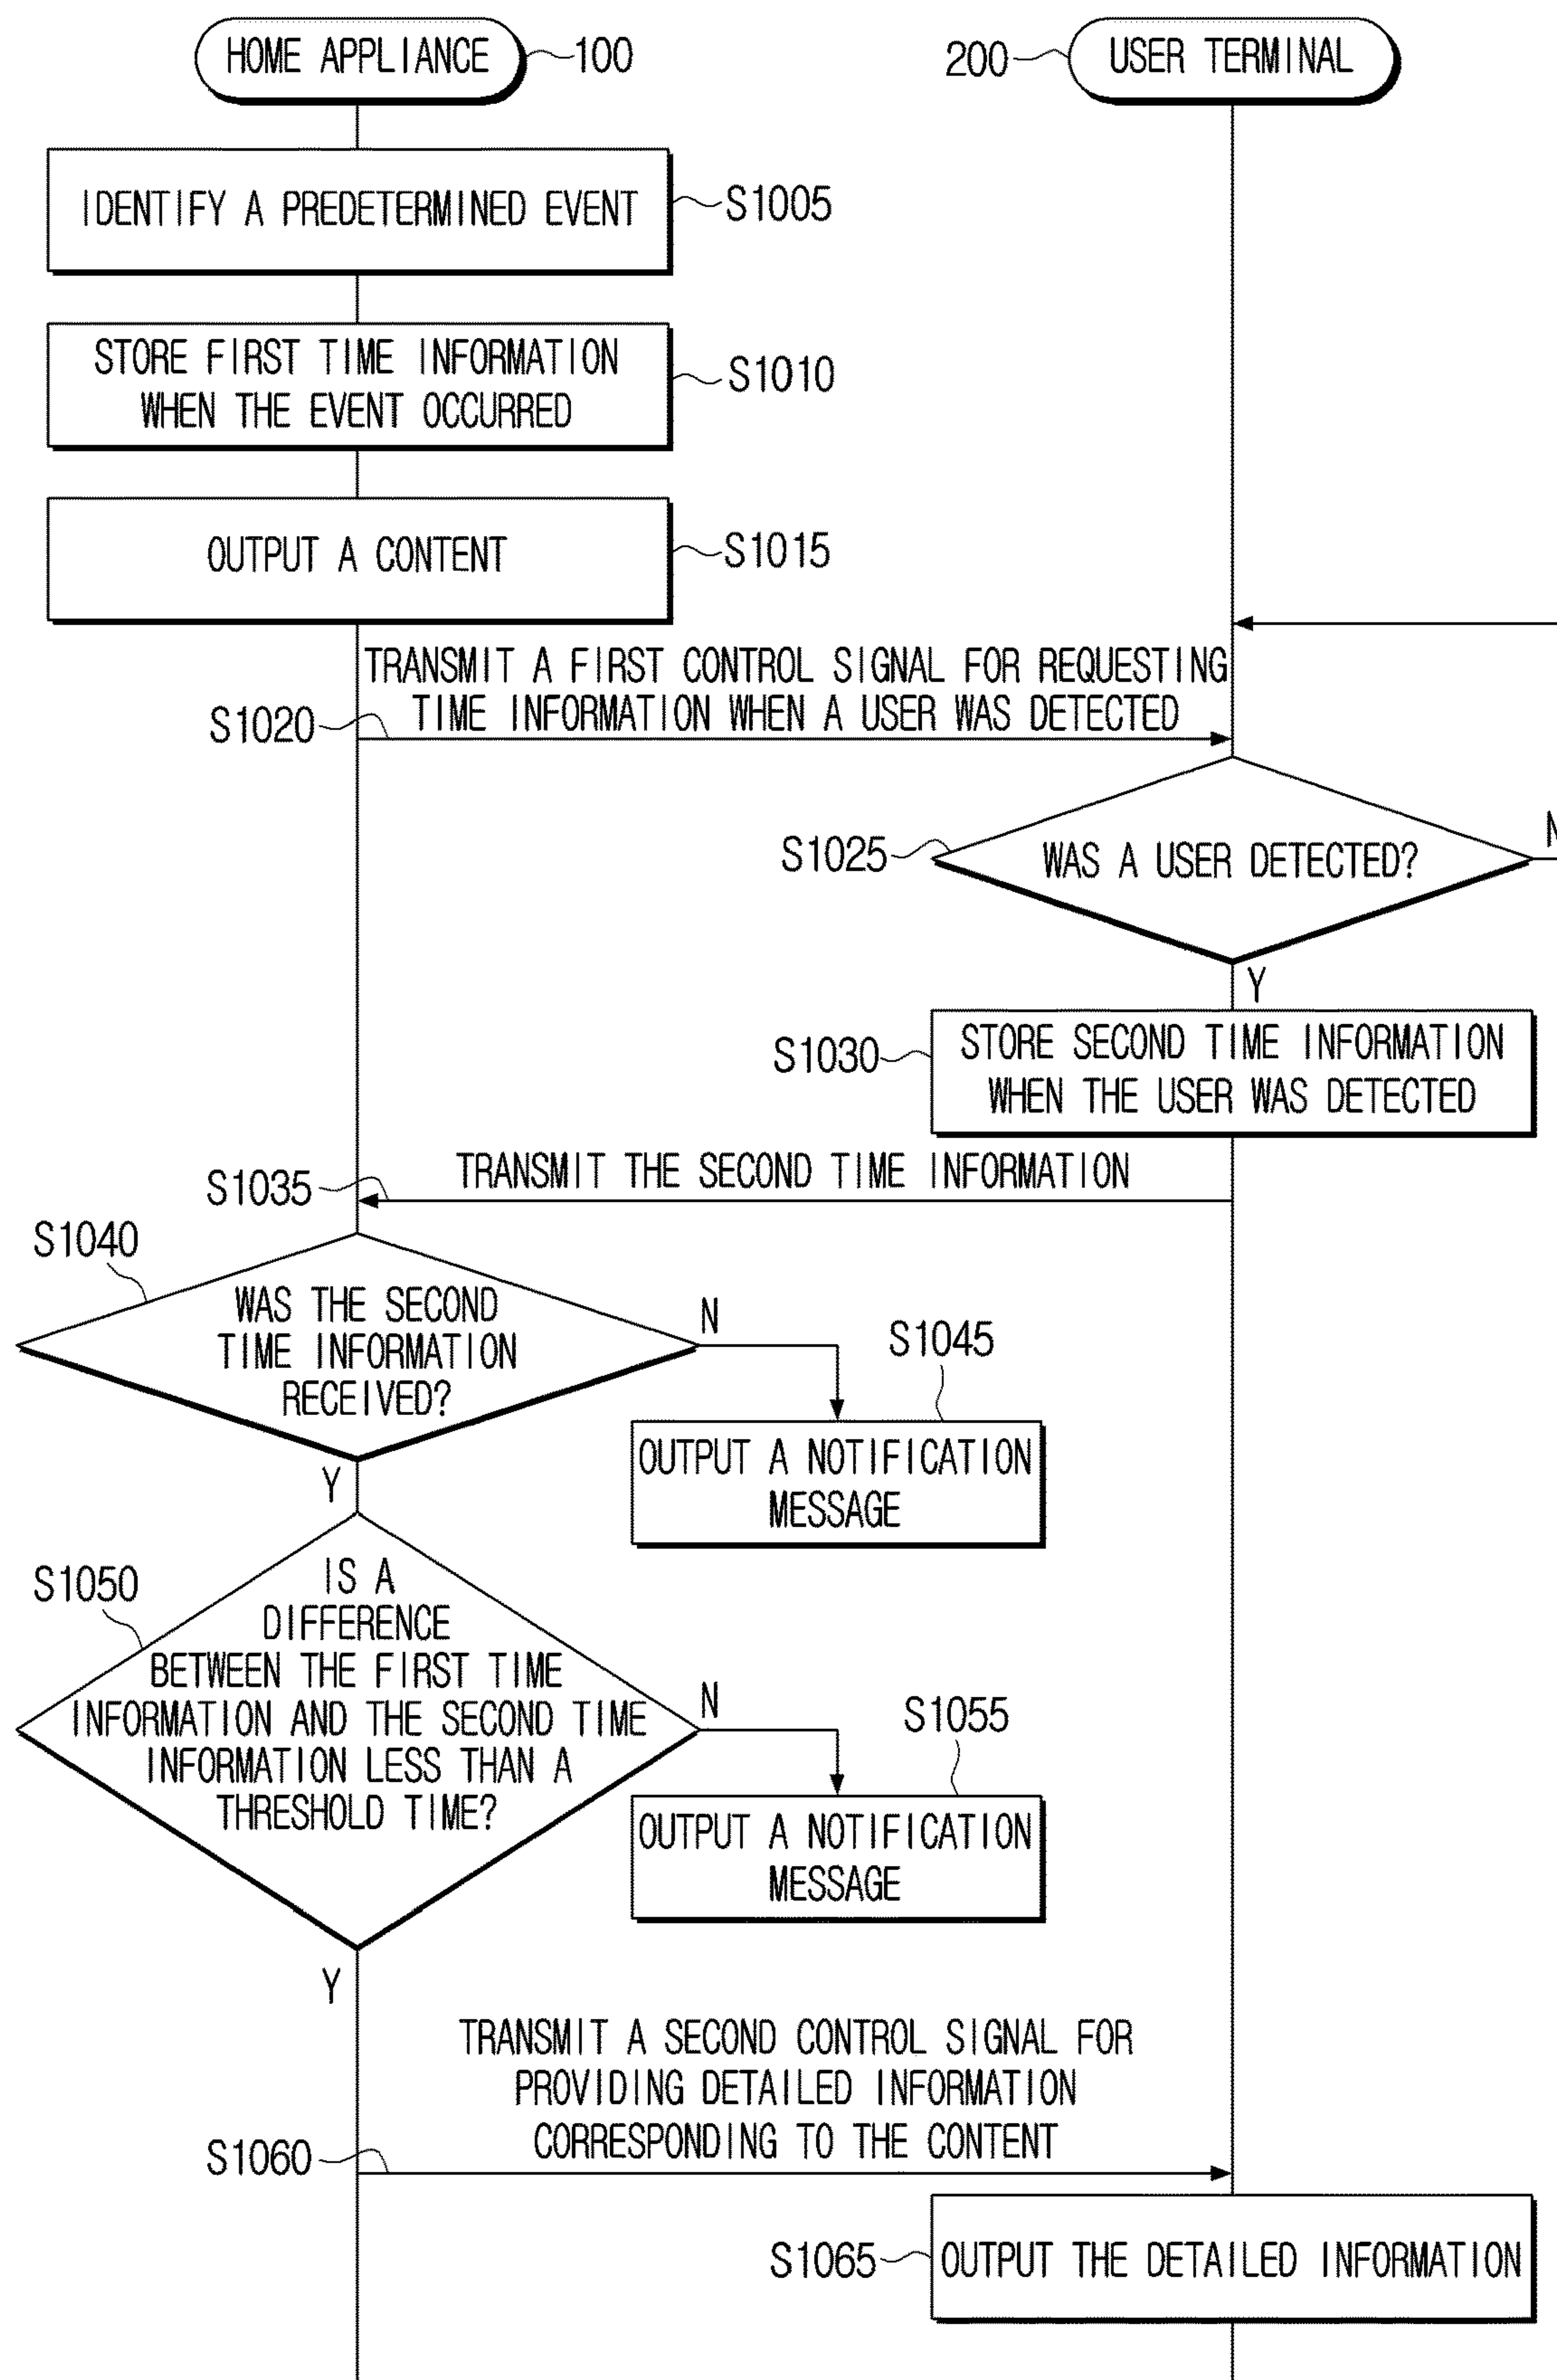 HOME APPLIANCE
100
200
USER TERMINAL
IDENTIFY A PREDETERMINED EVENT
S1005
STORE FIRST TIME INFORMATION
WHEN THE EVENT OCCURRED
S1010
OUTPUT A CONTENT
S1015
TRANSMIT A FIRST CONTROL SIGNAL FOR REQUESTING
TIME INFORMATION WHEN A USER WAS DETECTED
S1020
S1025
WAS A USER DETECTED?
N
Y
S1030
STORE SECOND TIME INFORMATION
WHEN THE USER WAS DETECTED
TRANSMIT THE SECOND TIME INFORMATION
S1035
S1040
WAS THE SECOND
TIME INFORMATION
RECEIVED?
N
S1045
OUTPUT A NOTIFICATION
MESSAGE
Y
S1050
IS A
DIFFERENCE
BETWEEN THE FIRST TIME
INFORMATION AND THE SECOND TIME
INFORMATION LESS THAN A
THRESHOLD TIME?
N
S1055
OUTPUT A NOTIFICATION
MESSAGE
Y
TRANSMIT A SECOND CONTROL SIGNAL FOR
PROVIDING DETAILED INFORMATION
CORRESPONDING TO THE CONTENT
S1060
S1065
OUTPUT THE DETAILED INFORMATION